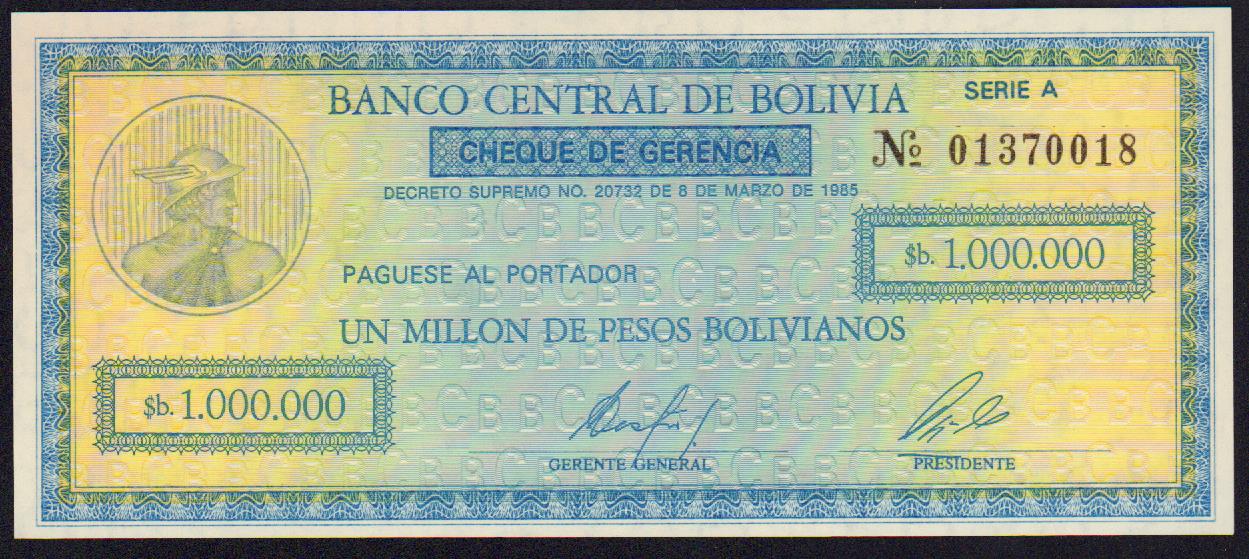 BANCO CENTRAL DE BOLIVIA
SERIE A
CHEQUE DE GERENCIA
Nº 01370018
DECRETO SUPREMO NO. 20732 DE 8 DE MARZO DE 1985
$b. 1.000.000
PAGUESE AL PORTADOR
UN MILLON DE PESOS BOLIVIANOS
$b. 1.000.000
GERENTE GENERAL
PRESIDENTE